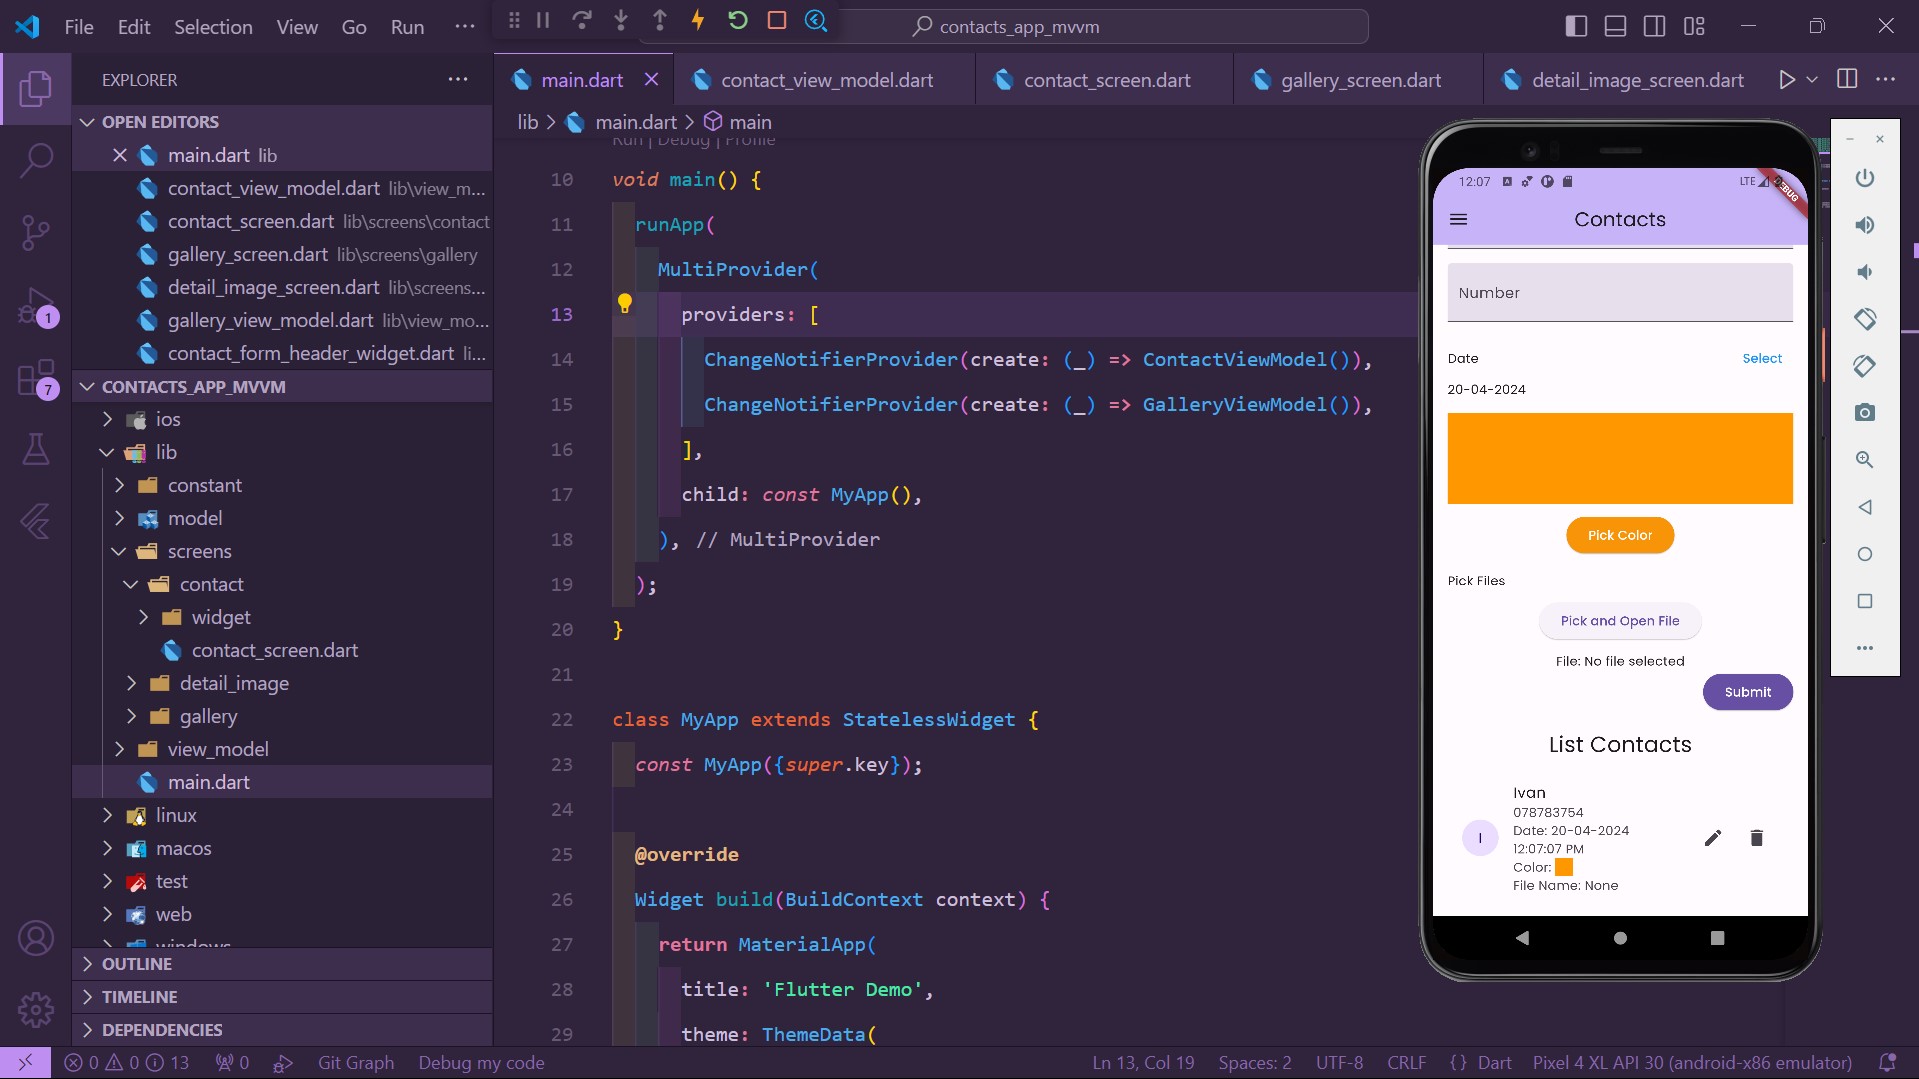 File Edit Selection View Go Run ···
contacts_app_mvvm
EXPLORER
OPEN EDITORS
main.dart lib
contact_view_model.dart lib\view_m...
contact_screen.dart lib\screens\contact
gallery_screen.dart lib\screens\gallery
detail_image_screen.dart lib\screens...
gallery_view_model.dart lib\view_mo...
contact_form_header_widget.dart li...
CONTACTS_APP_MVVM
ios
lib
constant
model
screens
contact
widget
contact_screen.dart
detail_image
gallery
view_model
main.dart
linux
macos
test
web
windows
OUTLINE
TIMELINE
DEPENDENCIES
1
7
main.dart contact_view_model.dart contact_screen.dart gallery_screen.dart detail_image_screen.dart
lib > main.dart > main
Run | Debug | Profile
10 void main() {
11 runApp(
12 MultiProvider(
13 providers: [
14 ChangeNotifierProvider(create: (_) => ContactViewModel()),
15 ChangeNotifierProvider(create: (_) => GalleryViewModel()),
16 ],
17 child: const MyApp(),
18 ), // MultiProvider
19 );
20 }
21
22 class MyApp extends StatelessWidget {
23 const MyApp({super.key});
24
25 @override
26 Widget build(BuildContext context) {
27 return MaterialApp(
28 title: 'Flutter Demo',
29 theme: ThemeData(
12:07 LTE
DEBUG
Contacts
Number
Date Select
20-04-2024
Pick Color
Pick Files
Pick and Open File
File: No file selected
Submit
List Contacts
I
Ivan
078783754
Date: 20-04-2024
12:07:07 PM
Color:
File Name: None
0 0 13 0 Git Graph Debug my code Ln 13, Col 19 Spaces: 2 UTF-8 CRLF { } Dart Pixel 4 XL API 30 (android-x86 emulator)